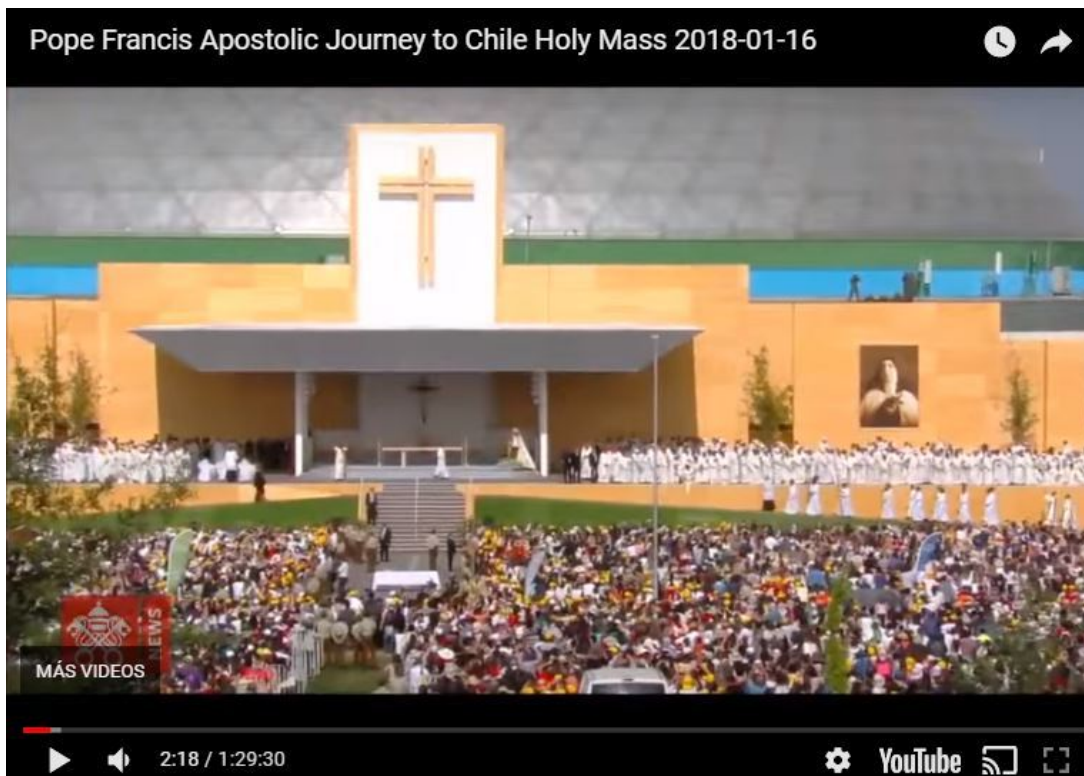 Pope Francis Apostolic Journey to Chile Holy Mass 2018-01-16
NEWS
MÁS VIDEOS
2:18 / 1:29:30
YouTube